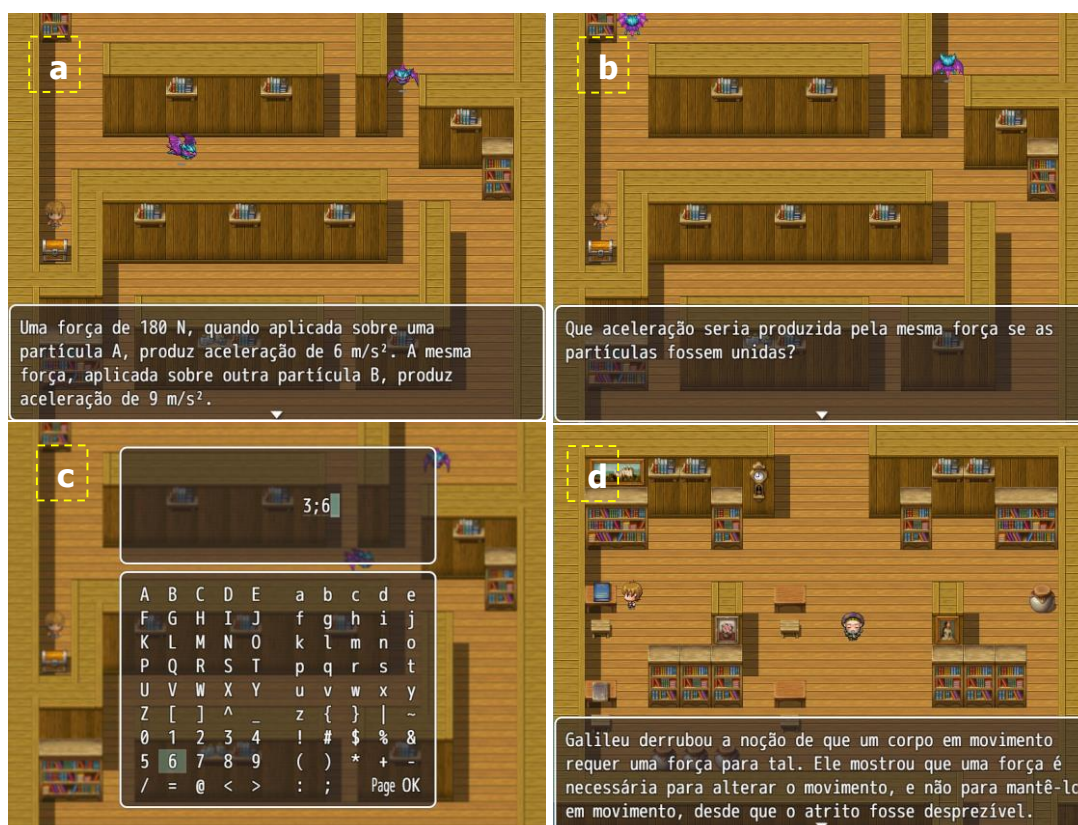 a
Uma força de 180 N, quando aplicada sobre uma
partícula A, produz aceleração de 6 m/s². A mesma
força, aplicada sobre outra partícula B, produz
aceleração de 9 m/s².
b
Que aceleração seria produzida pela mesma força se as
partículas fossem unidas?
c
3;6
A B C D E a b c d e
F G H I J f g h i j
K L M N O k l m n o
P Q R S T p q r s t
U V W X Y u v w x y
Z [ ] ^ _ z { } | ~
0 1 2 3 4 ! # $ % &
5 6 7 8 9 ( ) * + -
/ = @ < > : ; Page OK
d
Galileu derrubou a noção de que um corpo em movimento
requer uma força para tal. Ele mostrou que uma força é
necessária para alterar o movimento, e não para mantê-lo
em movimento, desde que o atrito fosse desprezível.